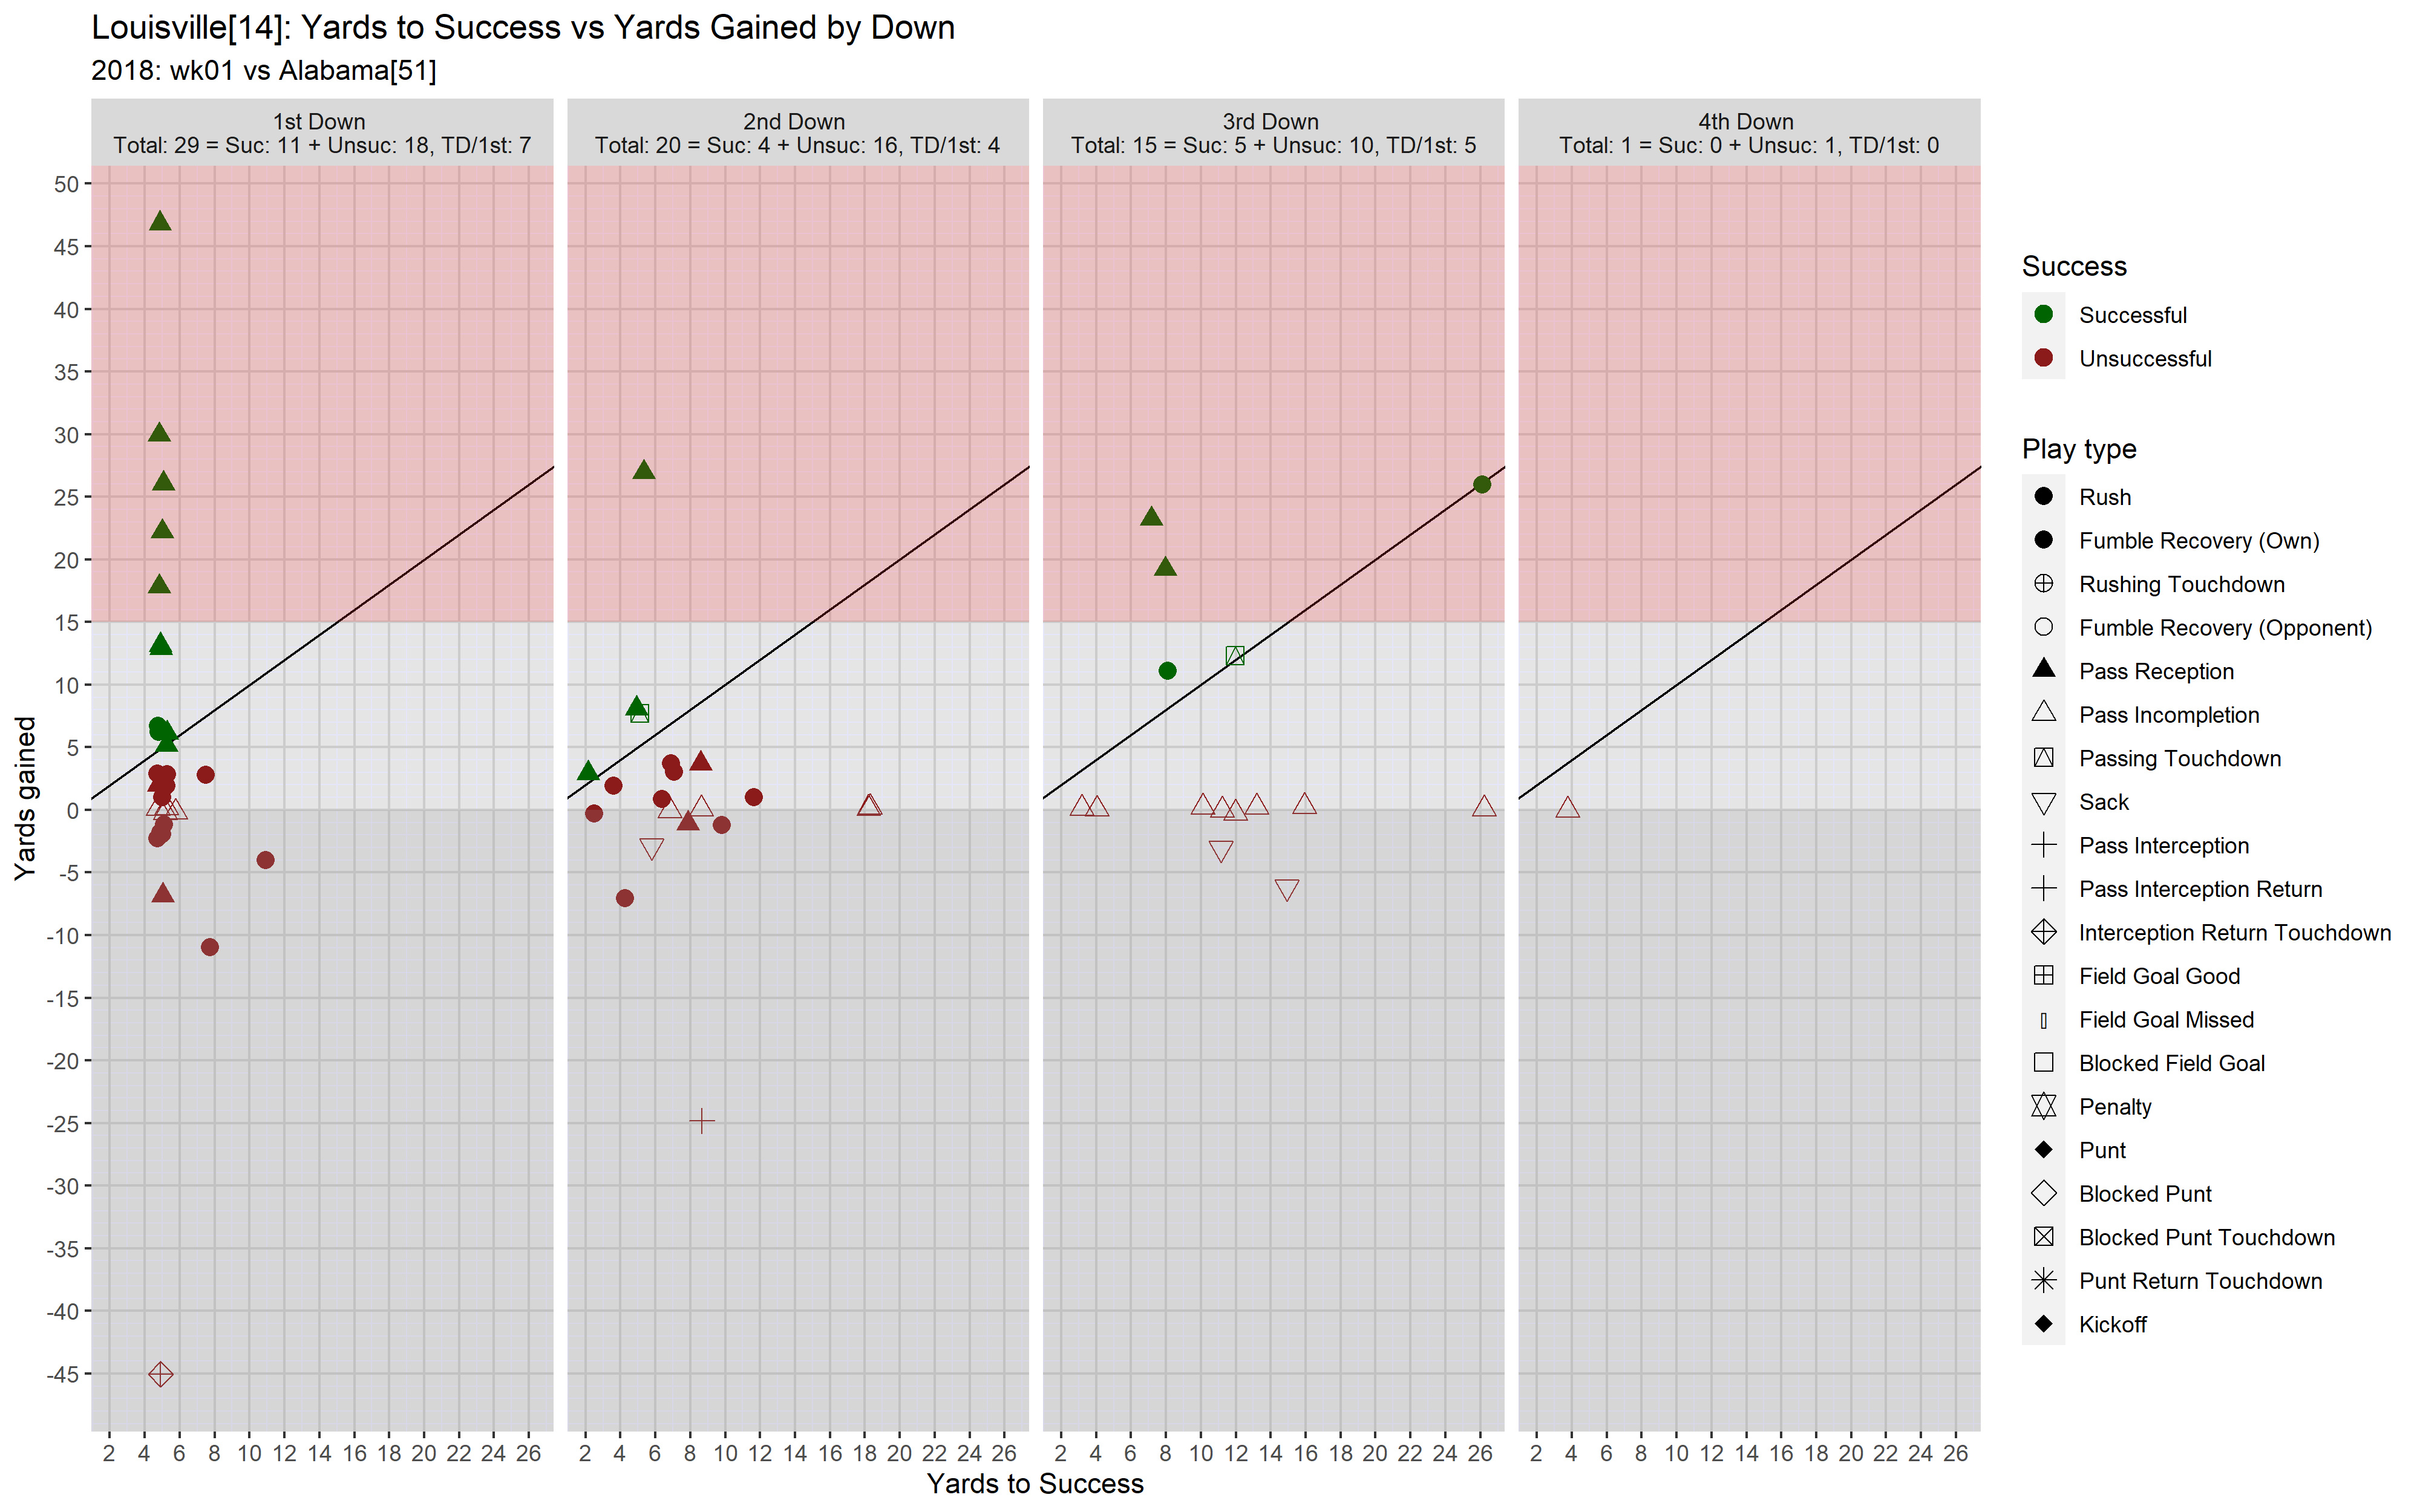 Louisville[14]: Yards to Success vs Yards Gained by Down
2018: wk01 vs Alabama[51]
1st Down
Total: 29 = Suc: 11 + Unsuc: 18, TD/1st: 7
2nd Down
Total: 20 = Suc: 4 + Unsuc: 16, TD/1st: 4
3rd Down
Total: 15 = Suc: 5 + Unsuc: 10, TD/1st: 5
4th Down
Total: 1 = Suc: 0 + Unsuc: 1, TD/1st: 0
Yards gained
50
45
40
35
30
25
20
15
10
5
0
-5
-10
-15
-20
-25
-30
-35
-40
-45
2 4 6 8 10 12 14 16 18 20 22 24 26
2 4 6 8 10 12 14 16 18 20 22 24 26
2 4 6 8 10 12 14 16 18 20 22 24 26
2 4 6 8 10 12 14 16 18 20 22 24 26
Yards to Success
Success
Successful
Unsuccessful
Play type
Rush
Fumble Recovery (Own)
Rushing Touchdown
Fumble Recovery (Opponent)
Pass Reception
Pass Incompletion
Passing Touchdown
Sack
Pass Interception
Pass Interception Return
Interception Return Touchdown
Field Goal Good
Field Goal Missed
Blocked Field Goal
Penalty
Punt
Blocked Punt
Blocked Punt Touchdown
Punt Return Touchdown
Kickoff